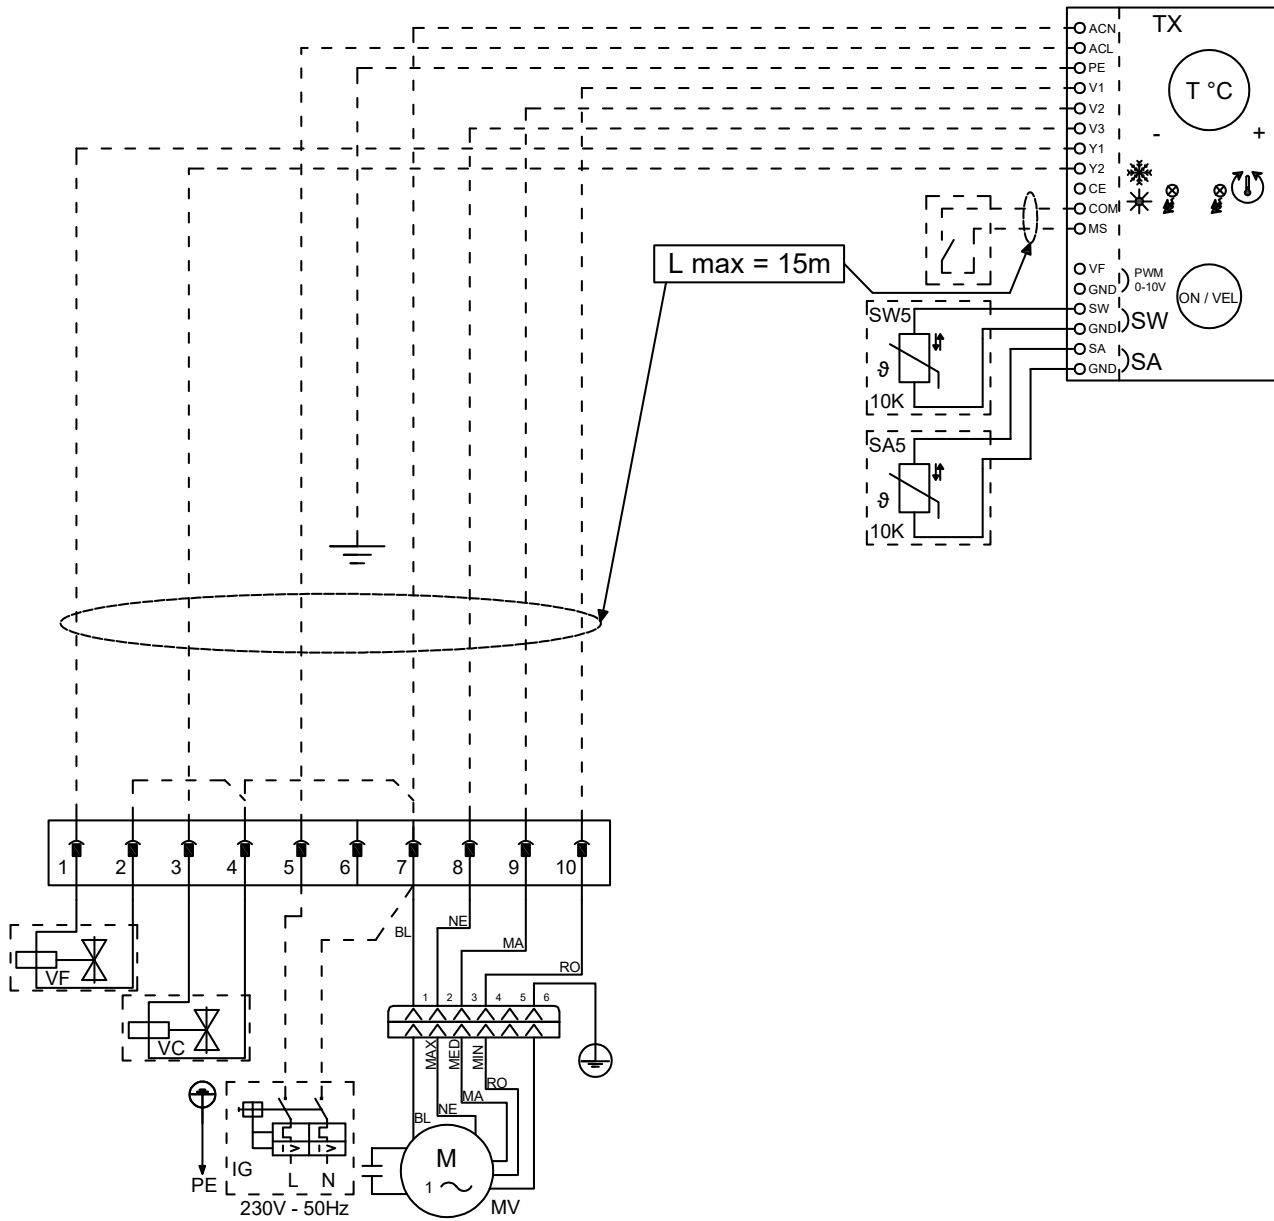 ACN
TX
ACL
PE
V1
T °C
V2
V3
- +
Y1
Y2
CE
COM
MS
L max = 15m
VF
PWM
0-10V
GND
ON / VEL
SW5
SW
SW
GND
ϑ
SA
SA
10K
GND
SA5
ϑ
10K
1 2 3 4 5 6 7 8 9 10
NE
BL
MA
VF
RO
1 2 3 4 5 6
VC
MAX
MED
MIN
RO
MA
NE
BL
M
1
IG
L N
PE
MV
230V - 50Hz